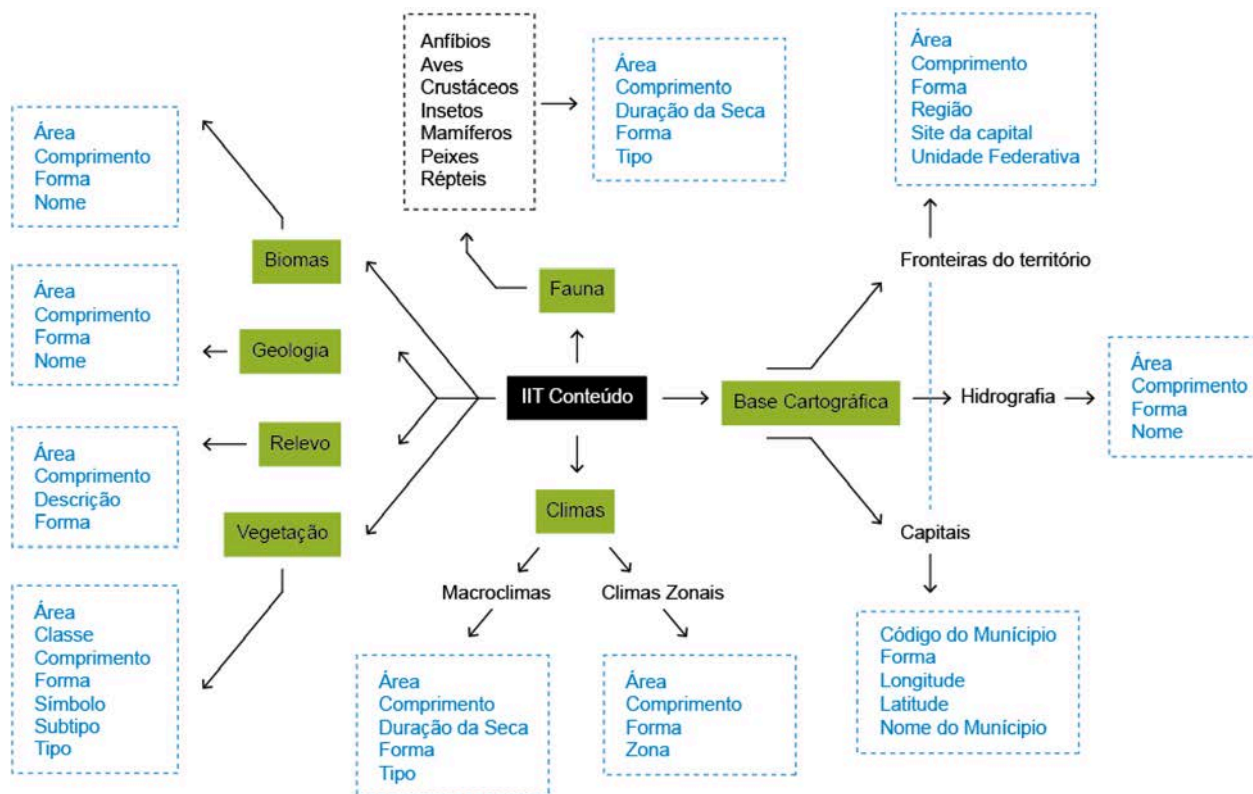 Anfíbios
Aves
Crustáceos
Insetos
Mamíferos
Peixes
Répteis
Área
Comprimento
Duração da Seca
Forma
Tipo
Área
Comprimento
Forma
Região
Site da capital
Unidade Federativa
Área
Comprimento
Forma
Nome
Biomas
Fauna
Fronteiras do território
Área
Comprimento
Forma
Nome
Geologia
IIT Conteúdo
Base Cartográfica
Hidrografia
Área
Comprimento
Forma
Nome
Relevo
Área
Comprimento
Descrição
Forma
Vegetação
Climas
Capitais
Macroclimas
Climas Zonais
Área
Classe
Comprimento
Forma
Símbolo
Subtipo
Tipo
Área
Comprimento
Duração da Seca
Forma
Tipo
Área
Comprimento
Forma
Zona
Código do Munícipio
Forma
Longitude
Latitude
Nome do Munícipio